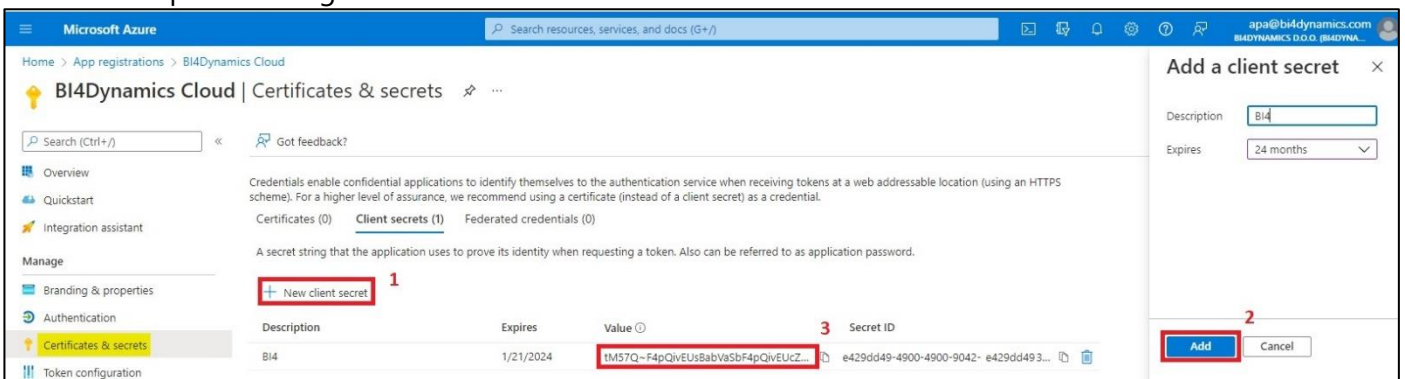 Microsoft Azure
Search resources, services, and docs (G+/)
apa@bi4dynamics.com
BI4DYNAMICS D.O.O. (BI4DYNA...
Home > App registrations > BI4Dynamics Cloud
BI4Dynamics Cloud | Certificates & secrets
Search (Ctrl+/)
Overview
Quickstart
Integration assistant
Manage
Branding & properties
Authentication
Certificates & secrets
Token configuration
Got feedback?
Credentials enable confidential applications to identify themselves to the authentication service when receiving tokens at a web addressable location (using an HTTPS
scheme). For a higher level of assurance, we recommend using a certificate (instead of a client secret) as a credential.
Certificates (0) Client secrets (1) Federated credentials (0)
A secret string that the application uses to prove its identity when requesting a token. Also can be referred to as application password.
1
+ New client secret
Description Expires Value 3 Secret ID
BI4 1/21/2024 tM57Q~F4pQivEUsBabVaSbF4pQivEUcZ... e429dd49-4900-4900-9042- e429dd493...
Add a client secret
Description BI4
Expires 24 months
2
Add Cancel